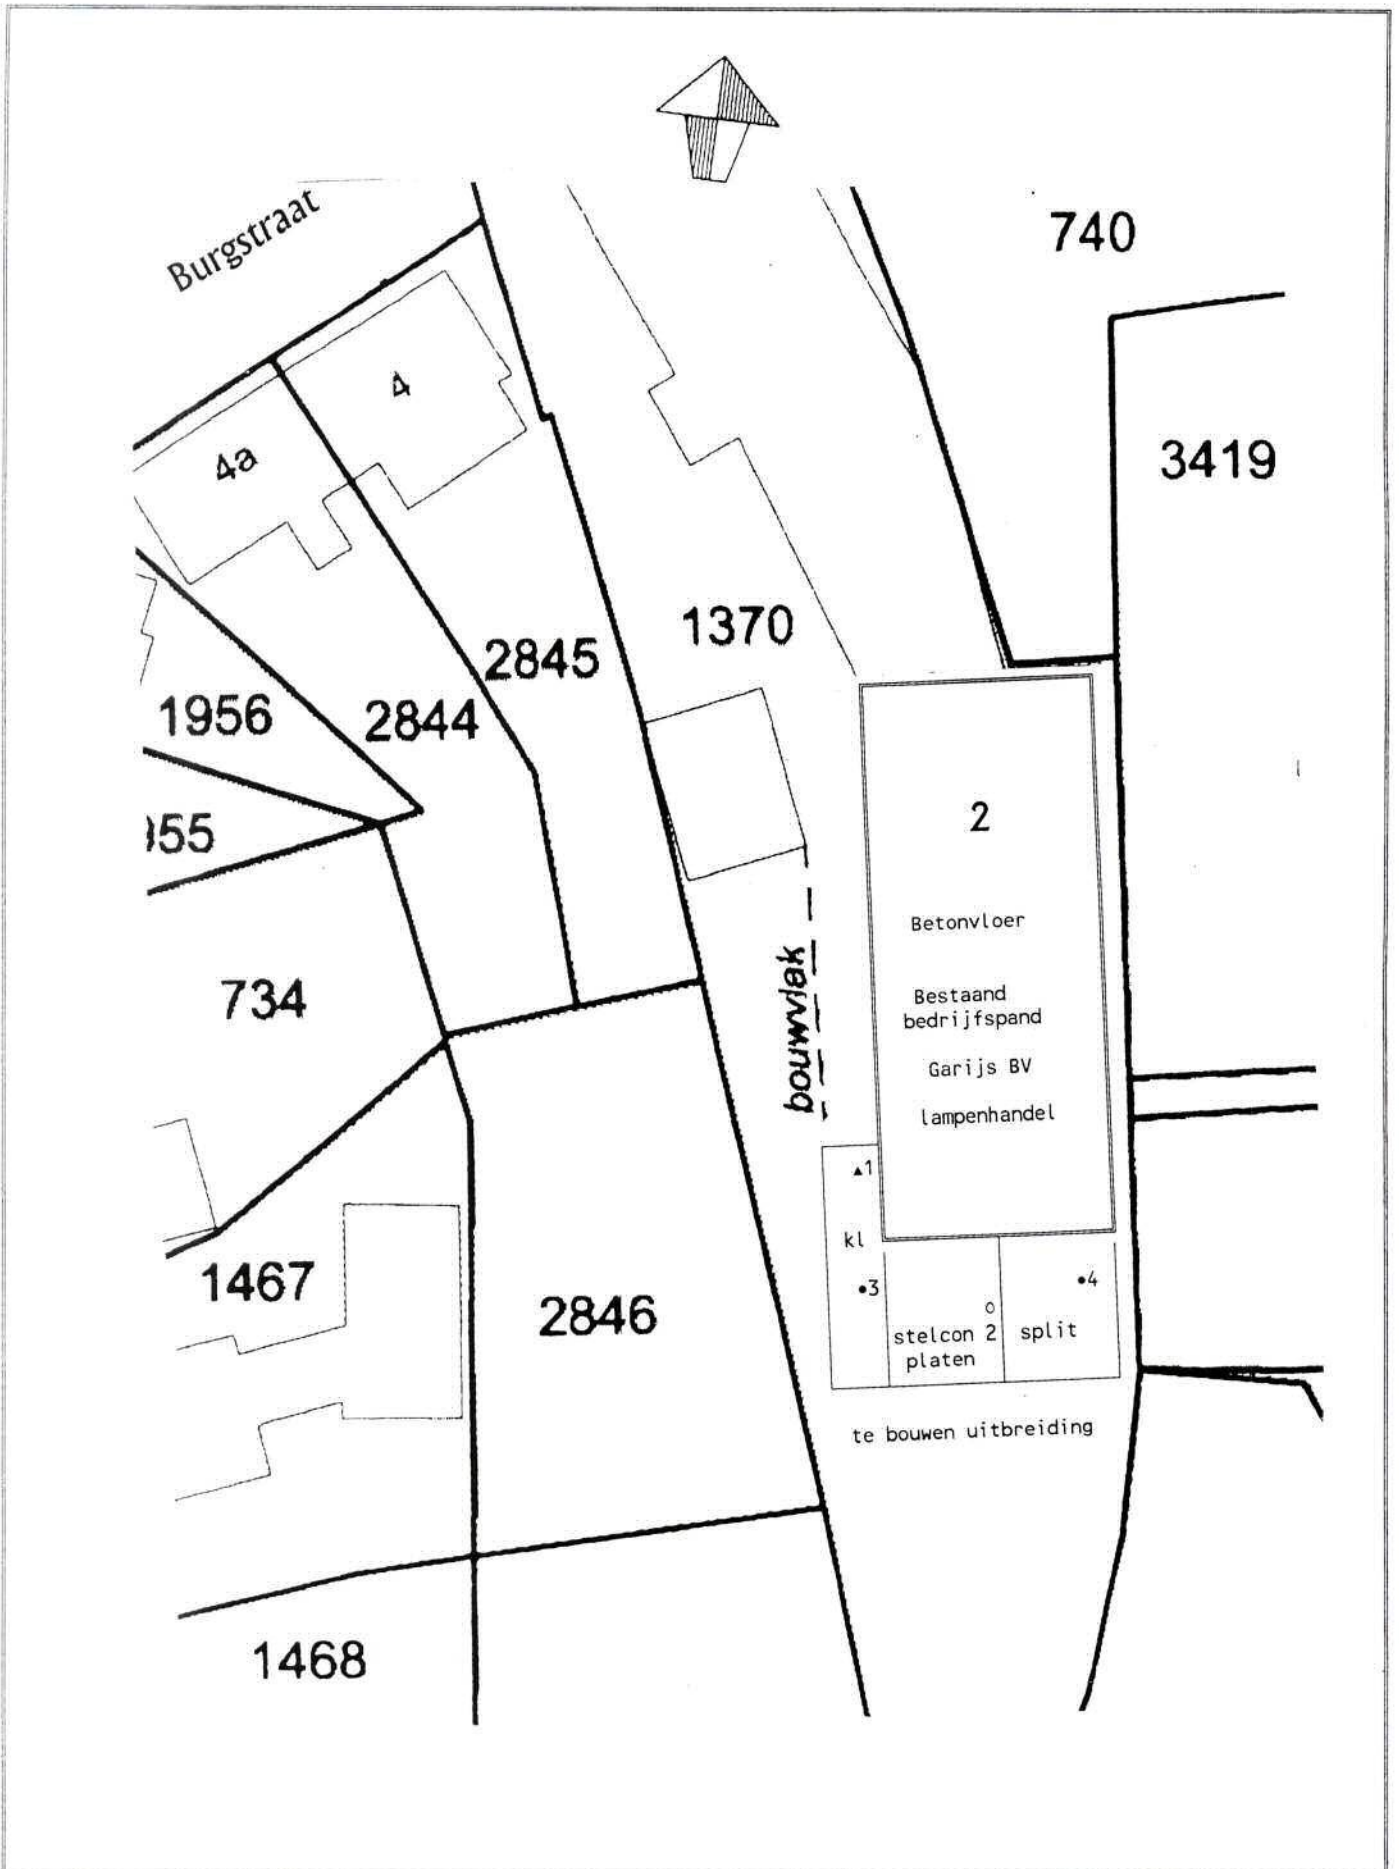 Burgstraat
740
4
4a
3419
1370
2845
1956
2844
2
955
Betonvloer
bouwvlak
734
Bestaand
bedrijfspand
Garijs BV
lampenhandel
▲1
kl
1467
•3
•4
2846
o
stelcon 2
platen
split
te bouwen uitbreiding
1468